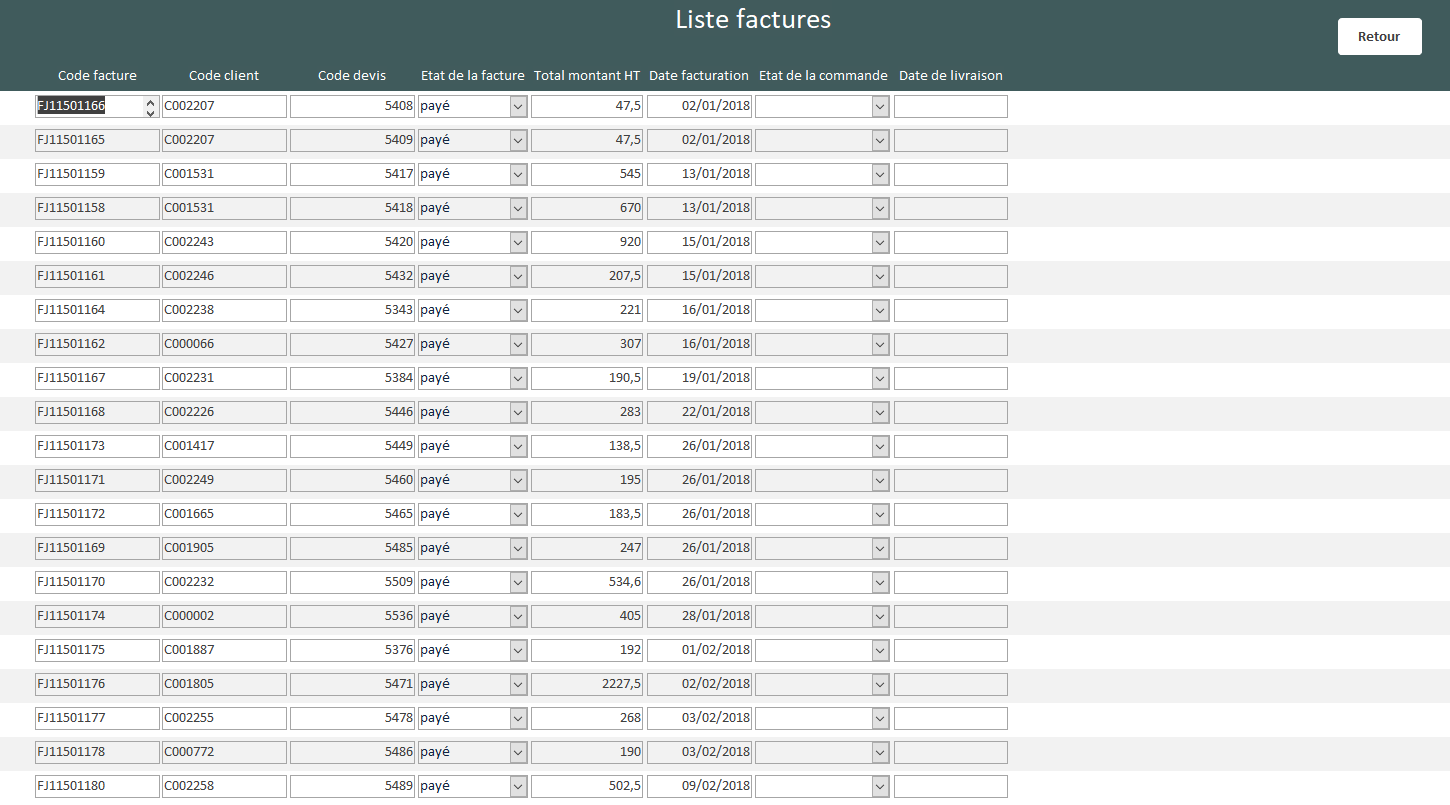 Liste factures
Retour
Code facture Code client Code devis Etat de la facture Total montant HT Date facturation Etat de la commande Date de livraison
FJ11501166 C002207 5408 payé 47,5 02/01/2018
FJ11501165 C002207 5409 payé 47,5 02/01/2018
FJ11501159 C001531 5417 payé 545 13/01/2018
FJ11501158 C001531 5418 payé 670 13/01/2018
FJ11501160 C002243 5420 payé 920 15/01/2018
FJ11501161 C002246 5432 payé 207,5 15/01/2018
FJ11501164 C002238 5343 payé 221 16/01/2018
FJ11501162 C000066 5427 payé 307 16/01/2018
FJ11501167 C002231 5384 payé 190,5 19/01/2018
FJ11501168 C002226 5446 payé 283 22/01/2018
FJ11501173 C001417 5449 payé 138,5 26/01/2018
FJ11501171 C002249 5460 payé 195 26/01/2018
FJ11501172 C001665 5465 payé 183,5 26/01/2018
FJ11501169 C001905 5485 payé 247 26/01/2018
FJ11501170 C002232 5509 payé 534,6 26/01/2018
FJ11501174 C000002 5536 payé 405 28/01/2018
FJ11501175 C001887 5376 payé 192 01/02/2018
FJ11501176 C001805 5471 payé 2227,5 02/02/2018
FJ11501177 C002255 5478 payé 268 03/02/2018
FJ11501178 C000772 5486 payé 190 03/02/2018
FJ11501180 C002258 5489 payé 502,5 09/02/2018